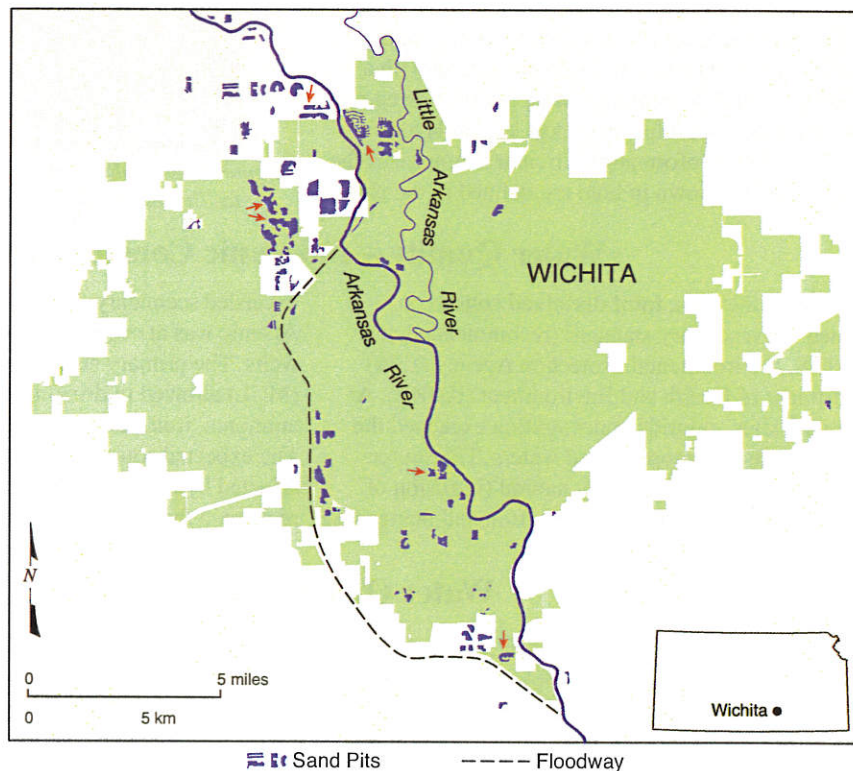 Little
Arkansas
River
WICHITA
Arkansas
River
N
0 5 miles
0 5 km
Wichita
Sand Pits Floodway